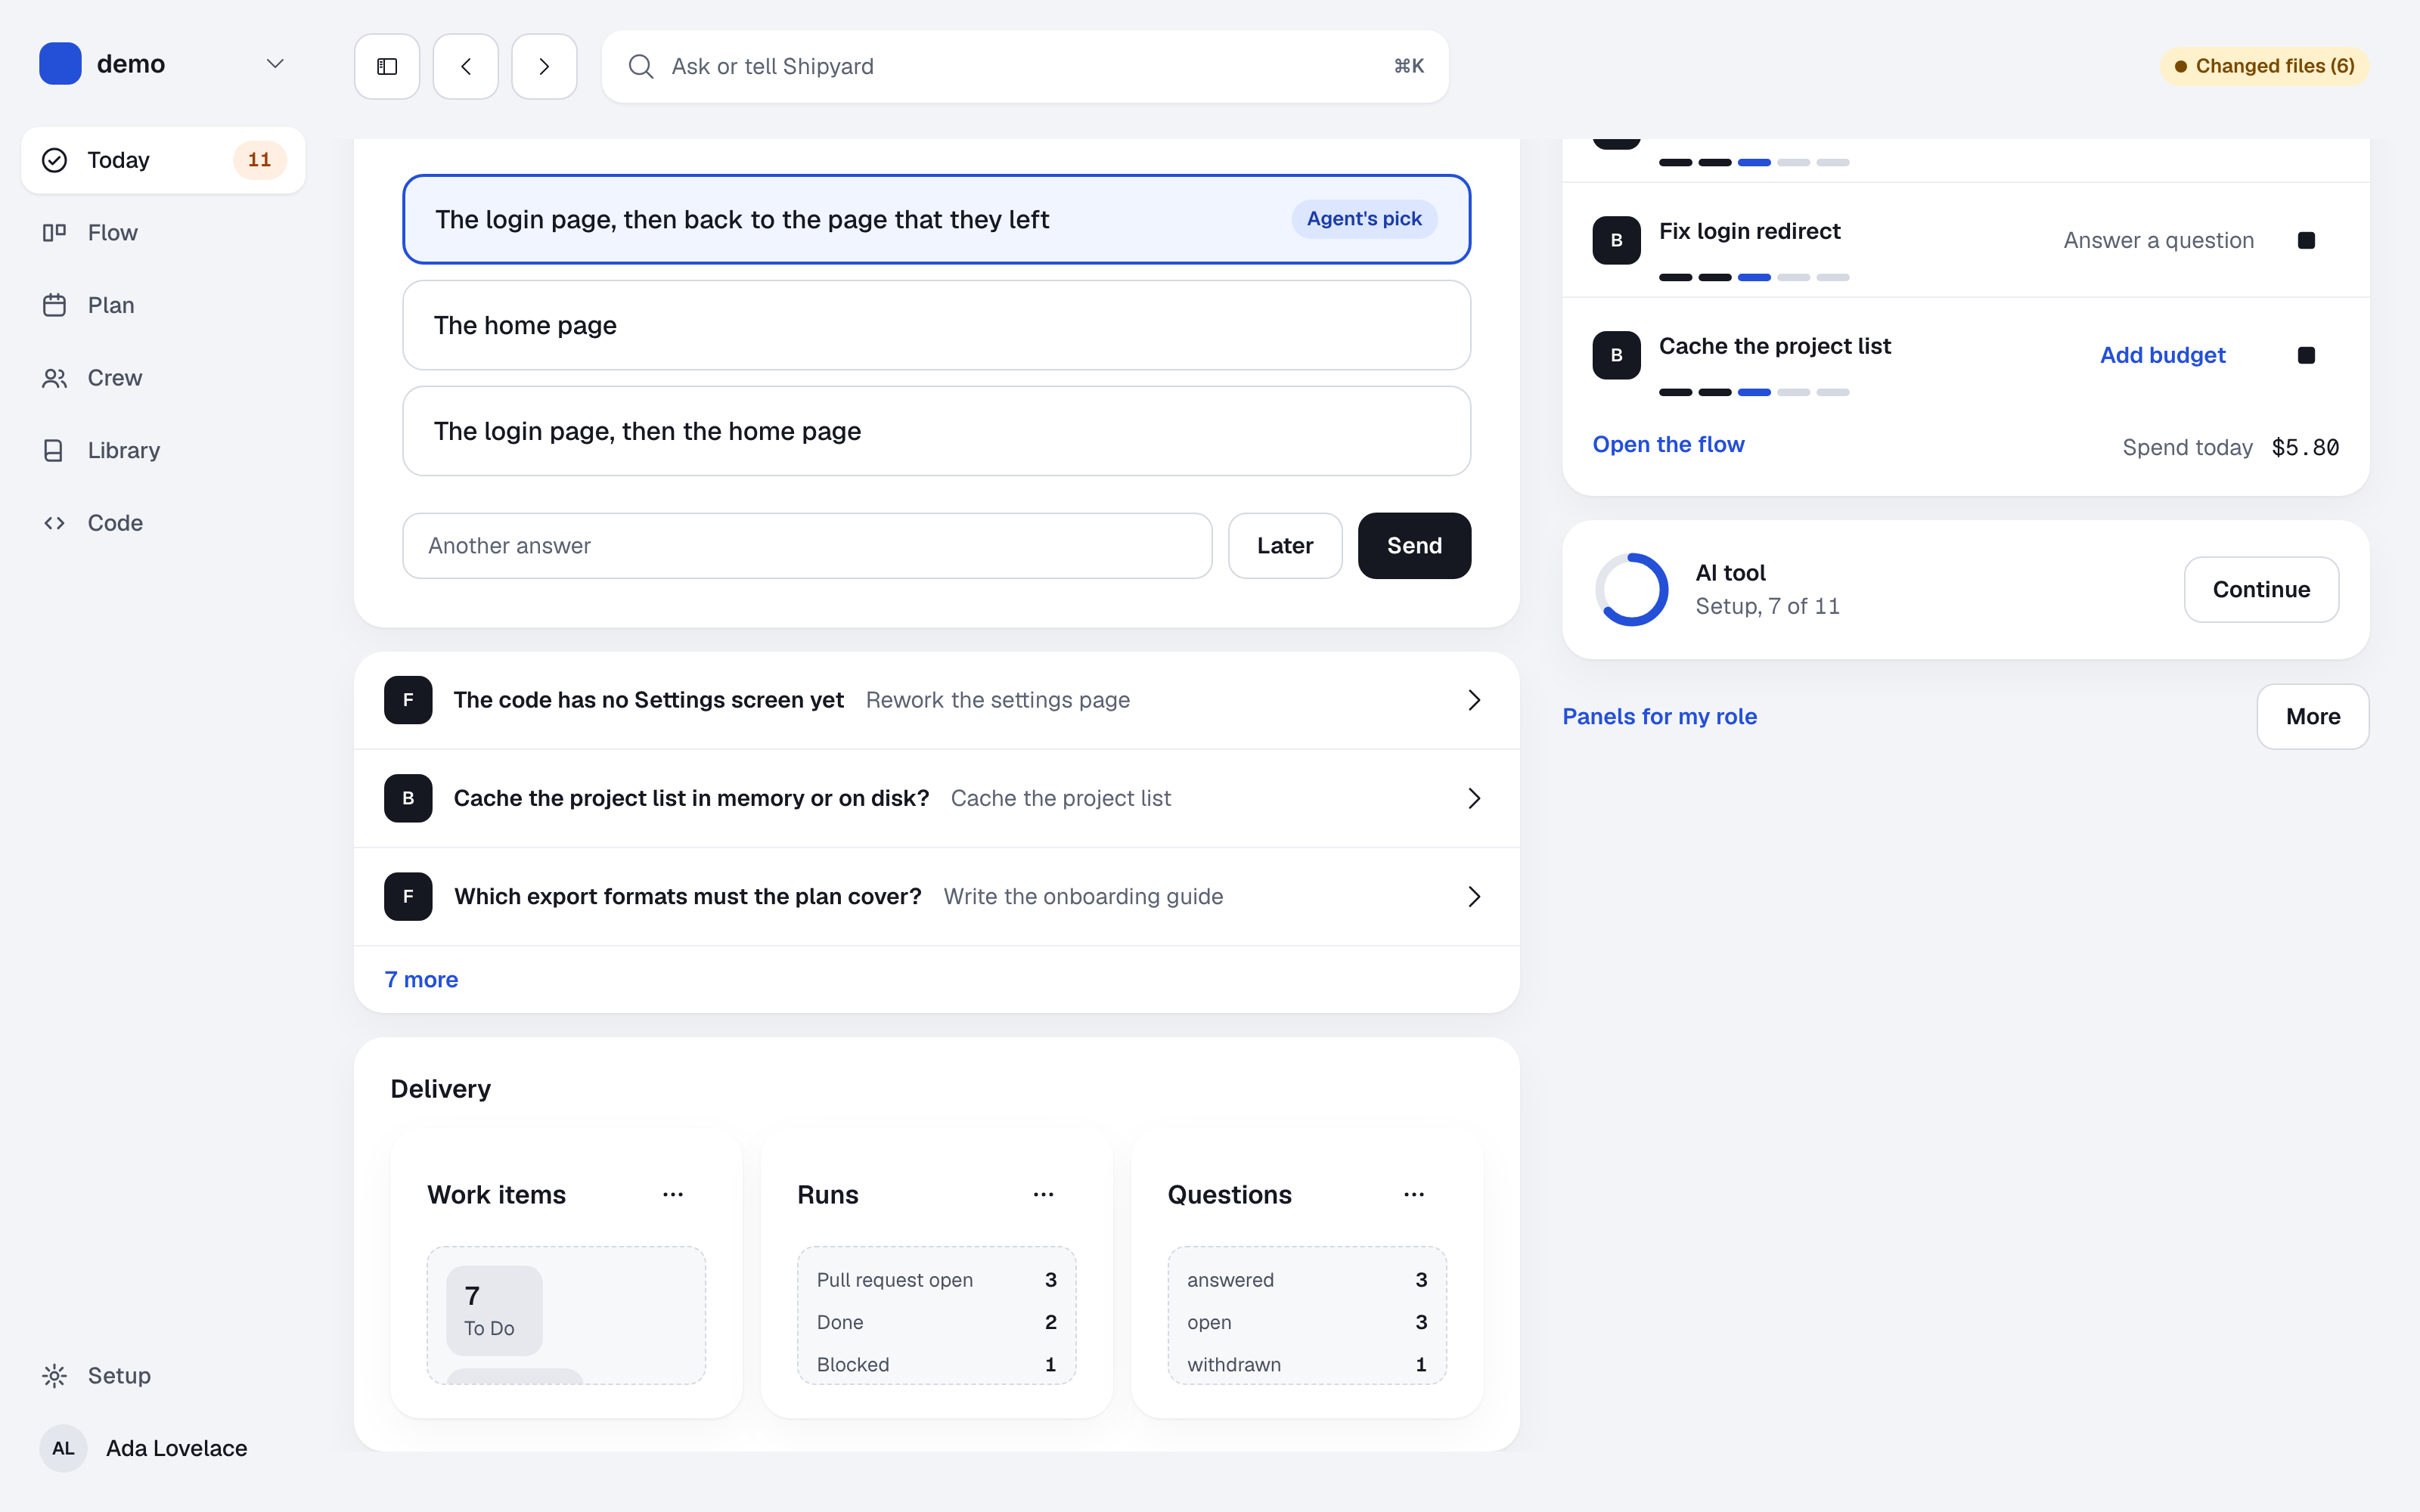 demo
Today 11
Flow
Plan
Crew
Library
Code
Setup
AL Ada Lovelace
Ask or tell Shipyard ⌘K
Changed files (6)
The login page, then back to the page that they left Agent's pick
The home page
The login page, then the home page
Another answer Later Send
F The code has no Settings screen yet Rework the settings page
B Cache the project list in memory or on disk? Cache the project list
F Which export formats must the plan cover? Write the onboarding guide
7 more
Delivery
Work items
7
To Do
Runs
Pull request open 3
Done 2
Blocked 1
Questions
answered 3
open 3
withdrawn 1
B Fix login redirect Answer a question
B Cache the project list Add budget
Open the flow Spend today $5.80
AI tool
Setup, 7 of 11
Continue
Panels for my role More